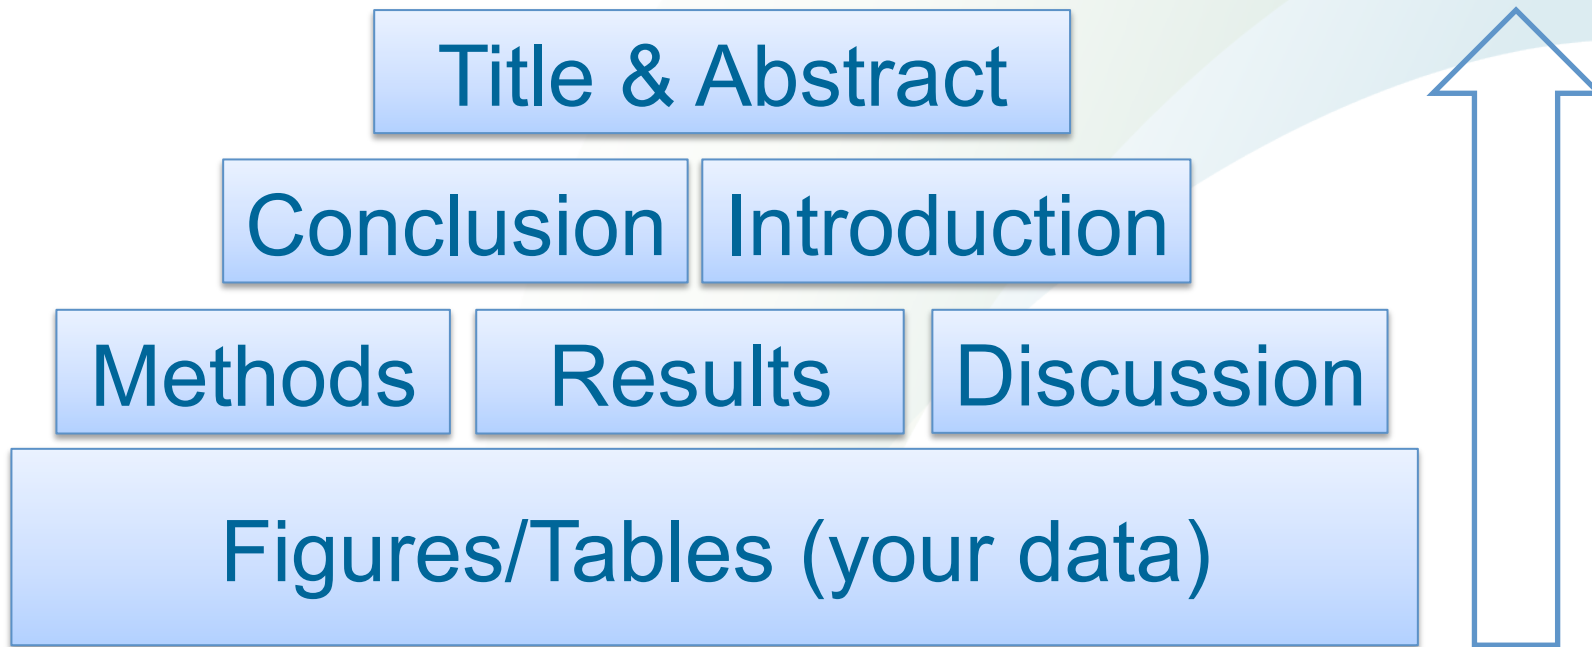 Title & Abstract
Conclusion Introduction
Methods Results Discussion
Figures/Tables (your data)